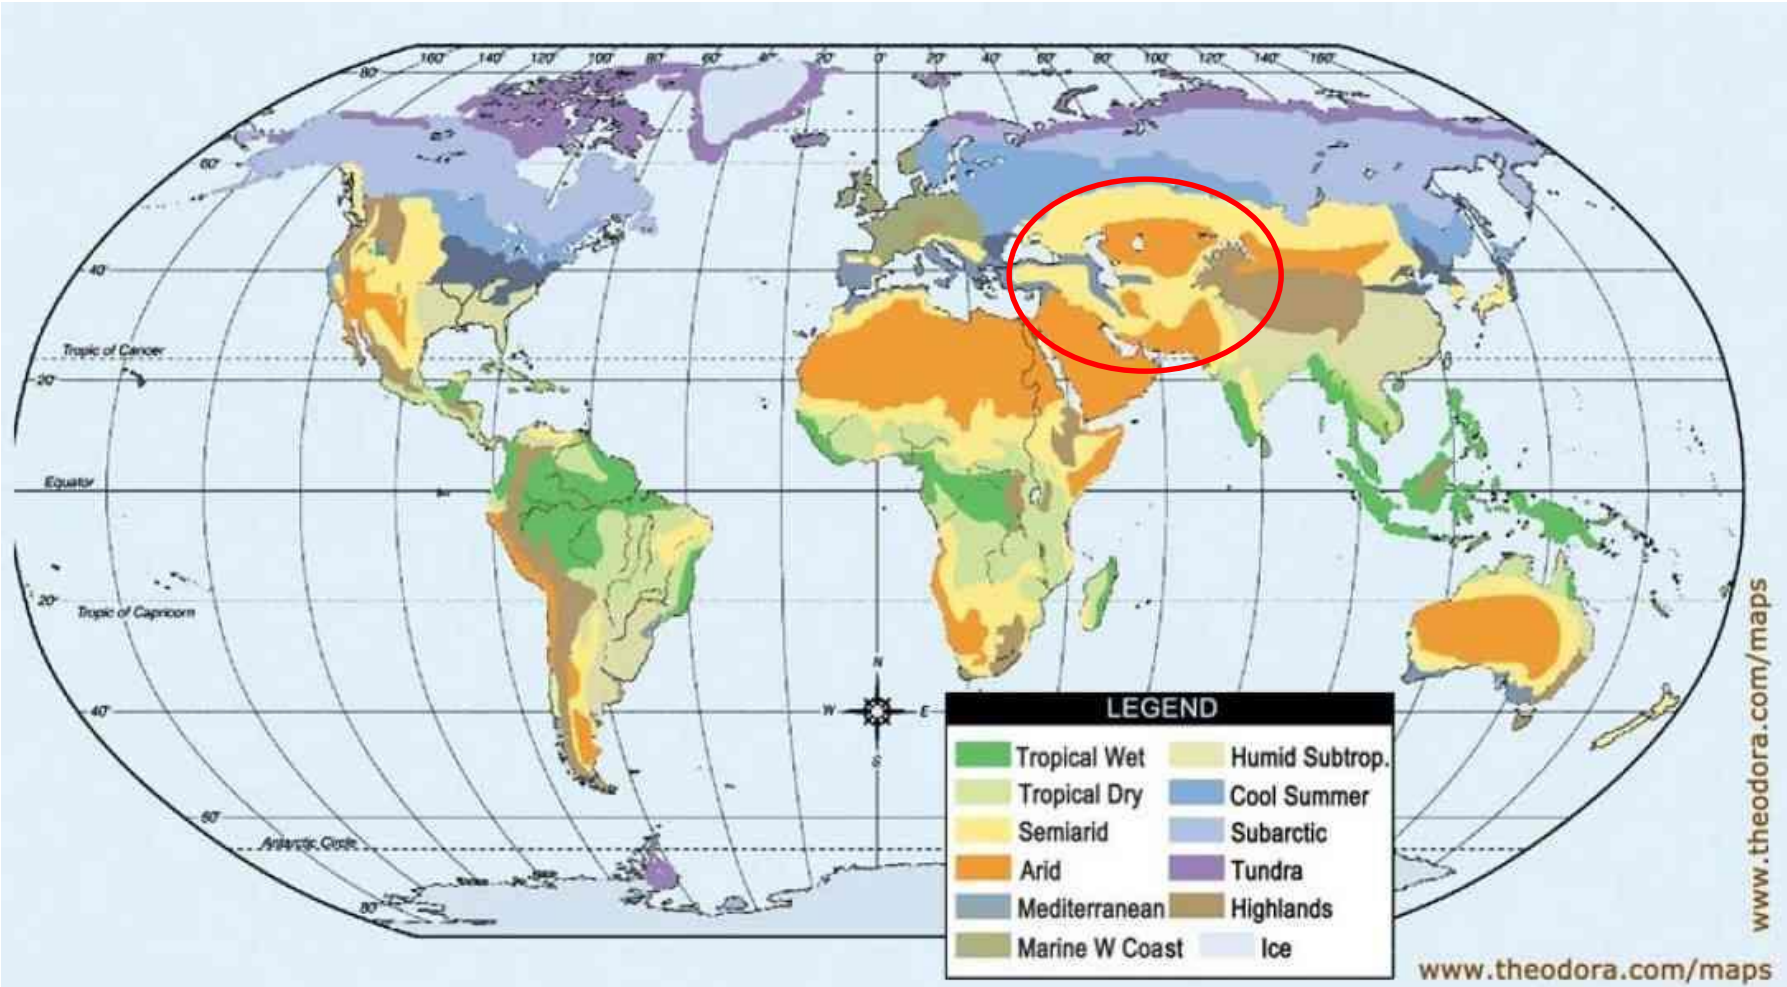 160° 140° 120° 100° 80° 60° 40° 20° 0° 20° 40° 60° 80° 100° 120° 140° 160°
80°
60°
40°
Tropic of Cancer
20°
Equator
20°
Tropic of Capricorn
N
40° W E
S
60°
Antarctic Circle
80°
LEGEND
Tropical Wet
Humid Subtrop.
Tropical Dry
Cool Summer
Semiarid
Subarctic
Arid
Tundra
Mediterranean
Highlands
Marine W Coast
Ice
www.theodora.com/maps
www.theodora.com/maps